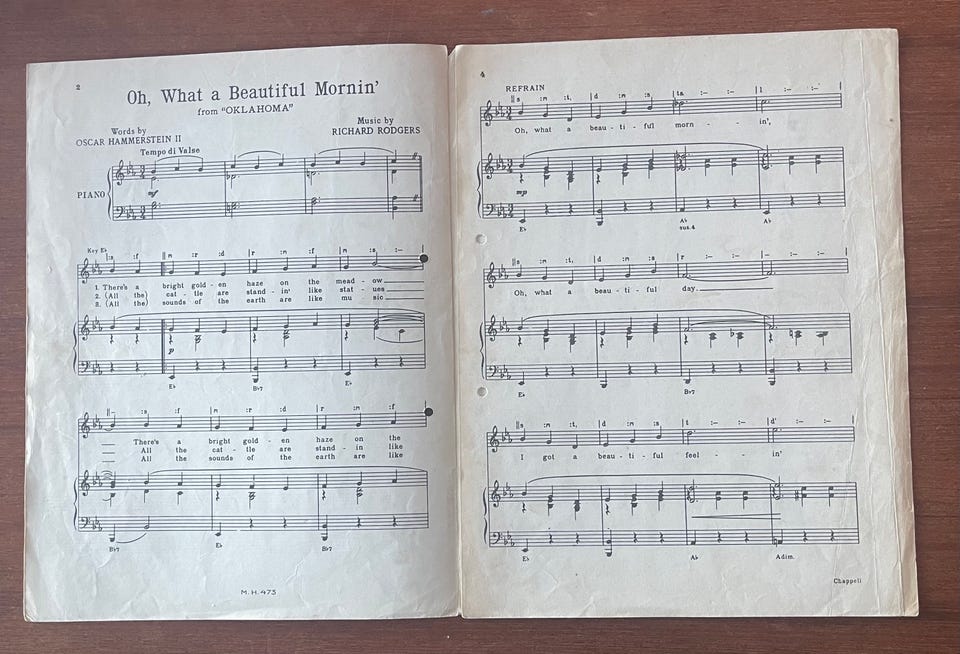 2
Oh, What a Beautiful Mornin'
from "OKLAHOMA"
Words by
OSCAR HAMMERSTEIN II
Music by
RICHARD RODGERS
Tempo di Valse
PIANO
mf
Key E♭
|:s :f |m :r :d |r :m :f |m :s :– |
1. There's a bright gold - en haze on the mead - ow
2. (All the) cat - tle are stand - in' like stat - ues
3. (All the) sounds of the earth are like mu - sic
p
E♭ B♭7 E♭
|:– :s :f |m :r :d |r :m :f |
There's a bright gold - en haze on the
All the cat - tle are stand - in like
All the sounds of the earth are like
B♭7 E♭ B♭7
M. H. 473
4
REFRAIN
||s :m :t, |d :m :s |ta :– :– |l :– :– |
Oh, what a beau - ti - ful morn - in',
mp
E♭ A♭ sus.4 A♭
||s :m :t, |d :m :s |r :– :– |– :– :–
Oh, what a beau - ti - ful day.
E♭ B♭7
||s :m :t, |d :m :s |l :– :– |d' :– :–
I got a beau - ti - ful feel - in'
E♭ A♭ A dim.
Chappell